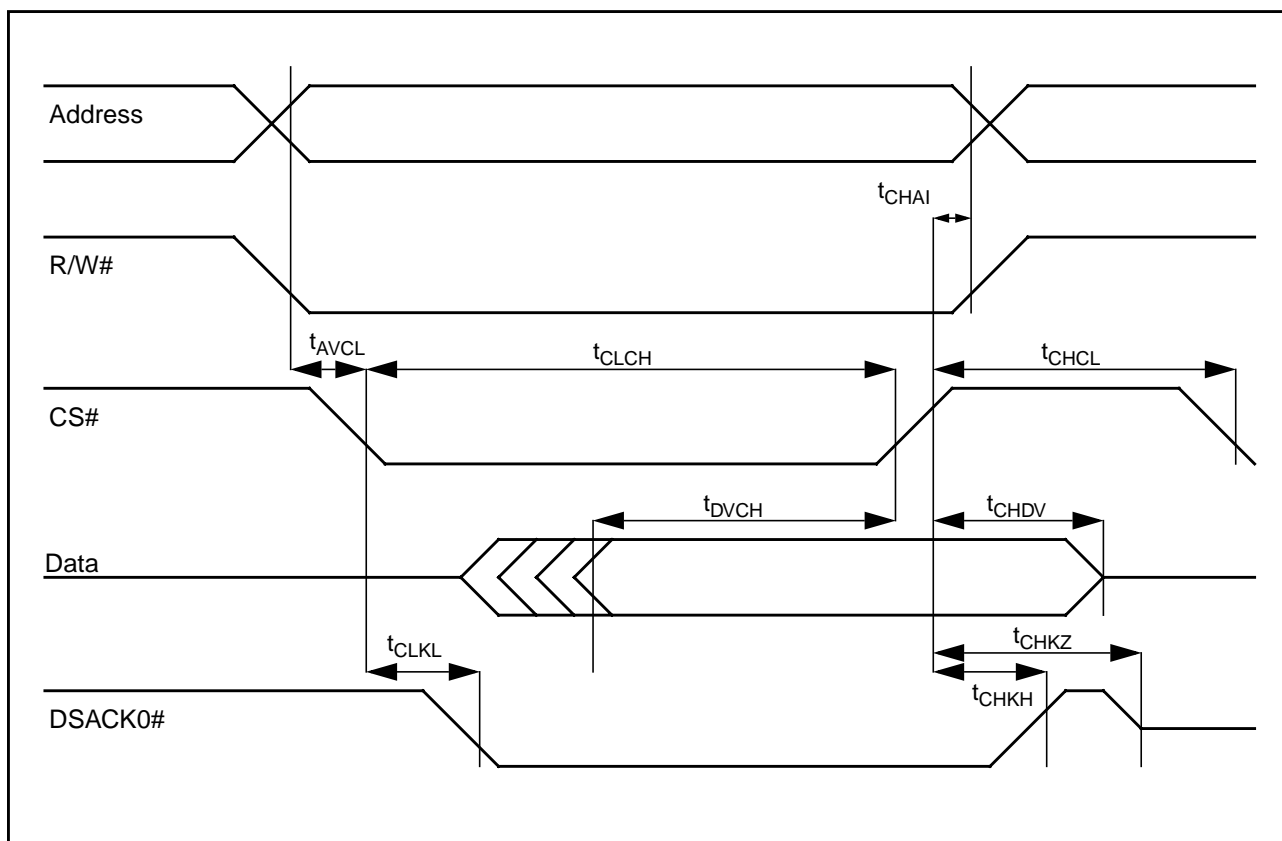 Address
tCHAI
R/W#
tAVCL
tCLCH
tCHCL
CS#
tDVCH
tCHDV
Data
tCLKL
tCHKZ
tCHKH
DSACK0#